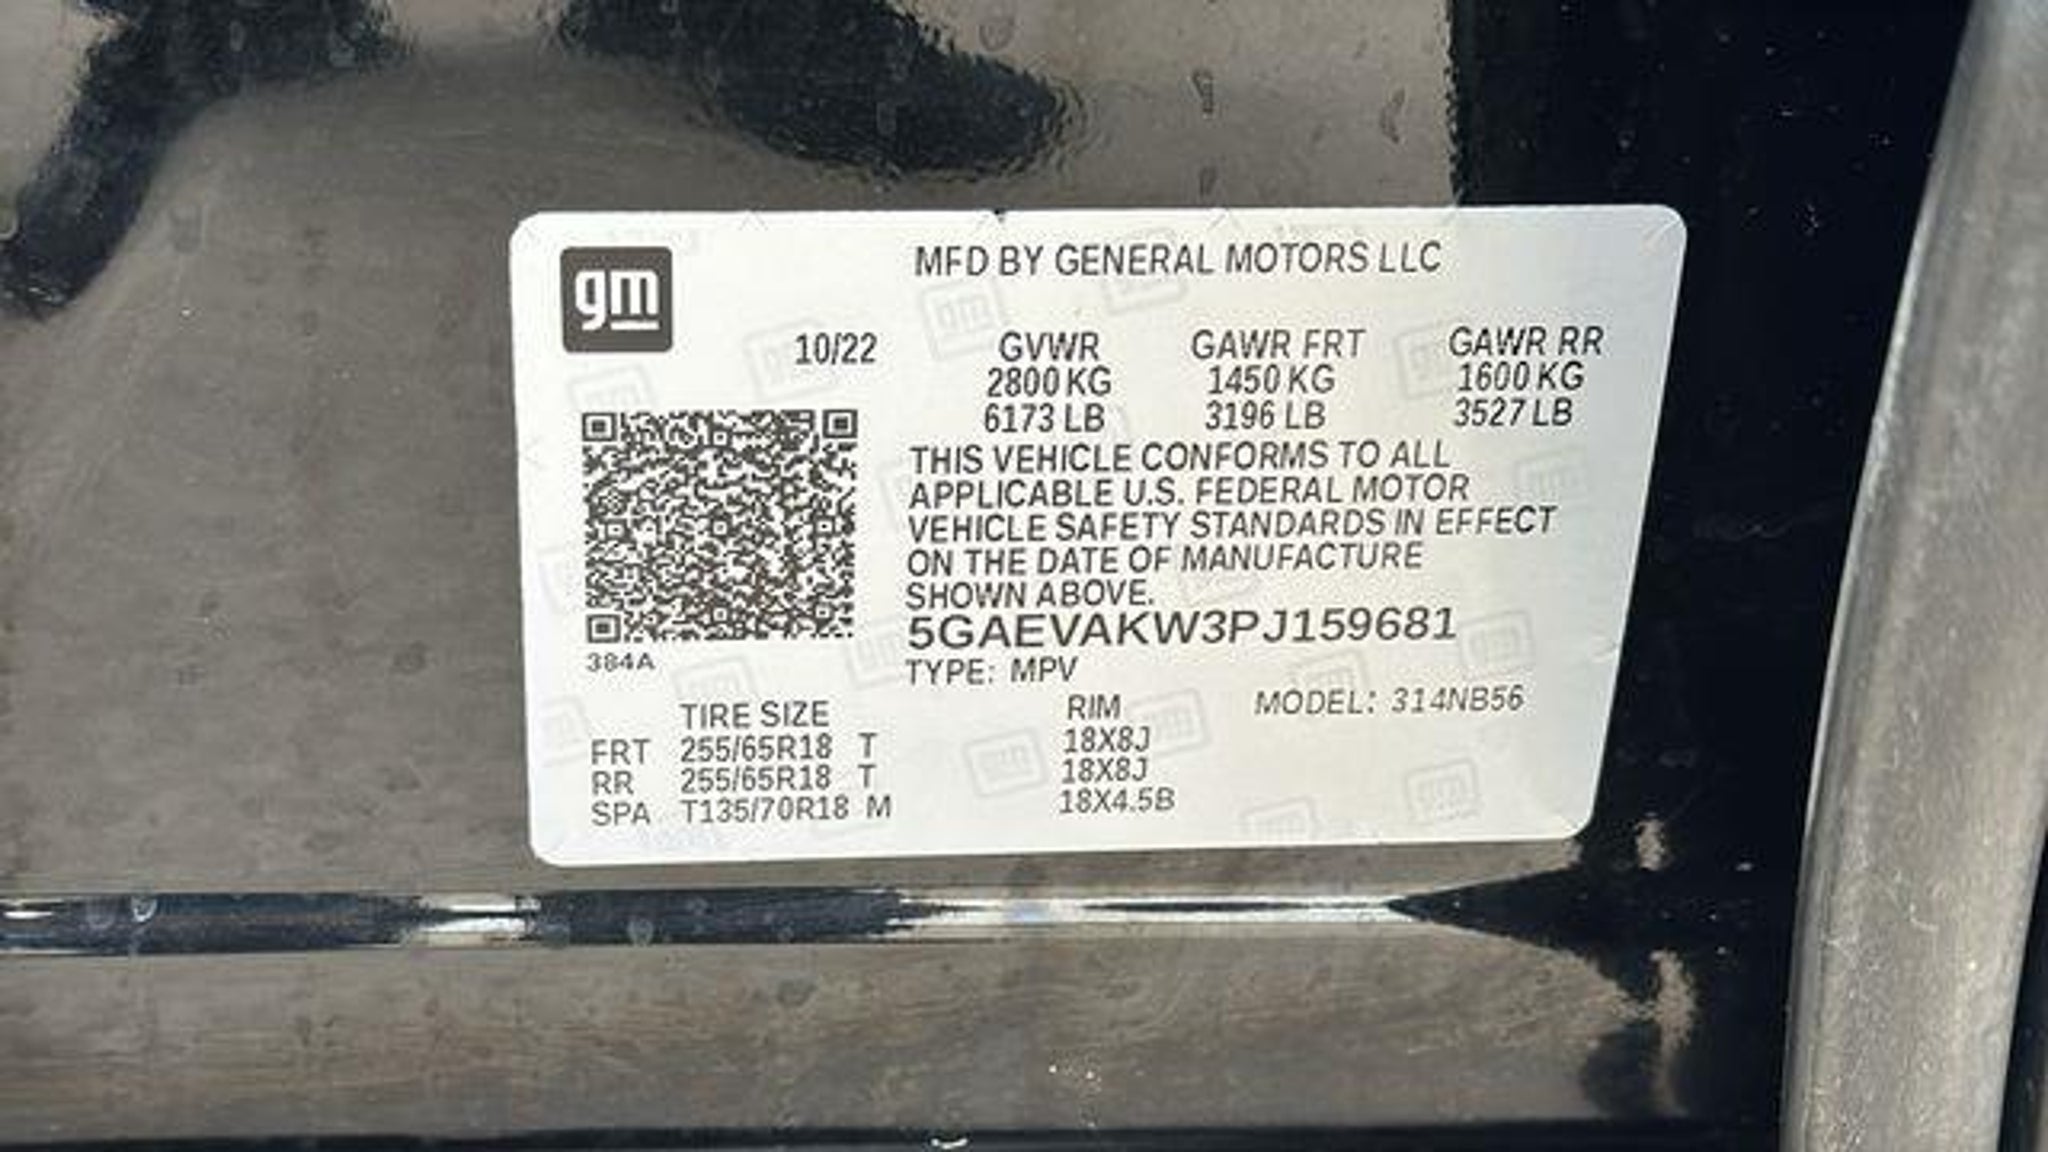 gm
MFD BY GENERAL MOTORS LLC
10/22 GVWR GAWR FRT GAWR RR
2800 KG 1450 KG 1600 KG
6173 LB 3196 LB 3527 LB
THIS VEHICLE CONFORMS TO ALL
APPLICABLE U.S. FEDERAL MOTOR
VEHICLE SAFETY STANDARDS IN EFFECT
ON THE DATE OF MANUFACTURE
SHOWN ABOVE.
5GAEVAKW3PJ159681
384A
TYPE: MPV
MODEL: 314NB56
TIRE SIZE RIM
FRT 255/65R18 T 18X8J
RR 255/65R18 T 18X8J
SPA T135/70R18 M 18X4.5B